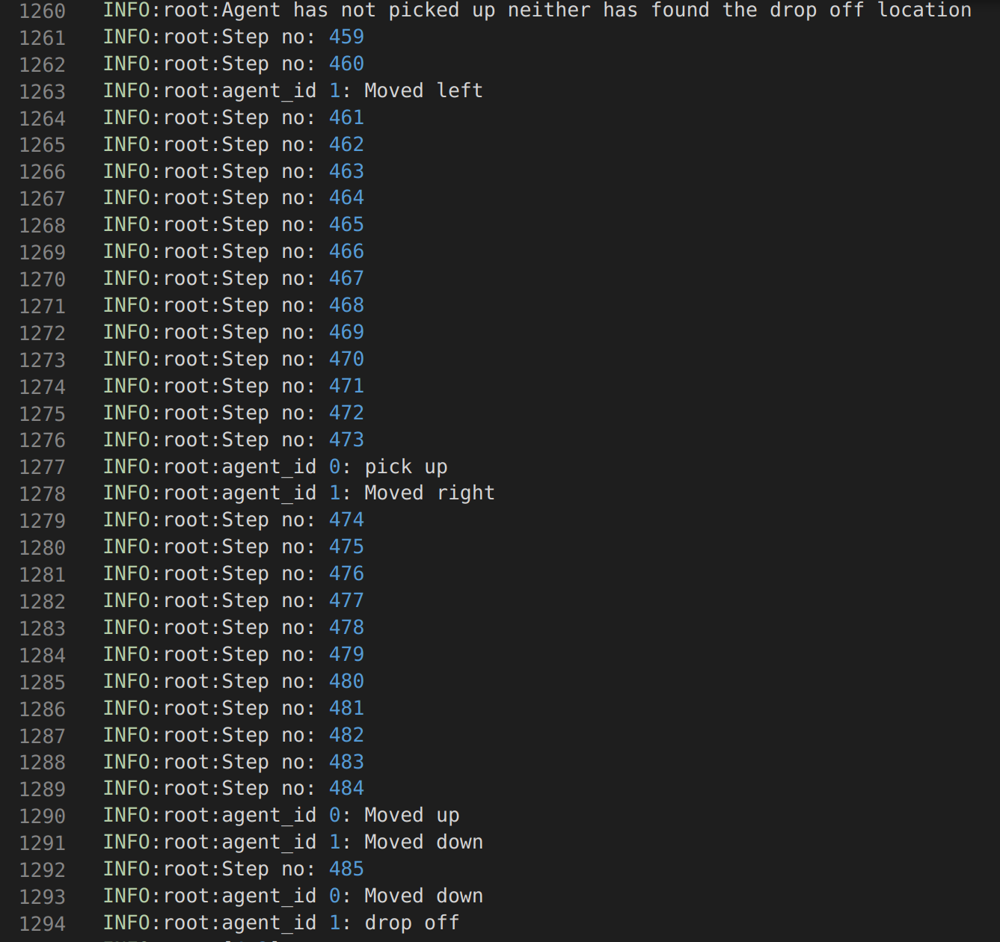 1260 INFO:root:Agent has not picked up neither has found the drop off location
1261 INFO:root:Step no: 459
1262 INFO:root:Step no: 460
1263 INFO:root:agent_id 1: Moved left
1264 INFO:root:Step no: 461
1265 INFO:root:Step no: 462
1266 INFO:root:Step no: 463
1267 INFO:root:Step no: 464
1268 INFO:root:Step no: 465
1269 INFO:root:Step no: 466
1270 INFO:root:Step no: 467
1271 INFO:root:Step no: 468
1272 INFO:root:Step no: 469
1273 INFO:root:Step no: 470
1274 INFO:root:Step no: 471
1275 INFO:root:Step no: 472
1276 INFO:root:Step no: 473
1277 INFO:root:agent_id 0: pick up
1278 INFO:root:agent_id 1: Moved right
1279 INFO:root:Step no: 474
1280 INFO:root:Step no: 475
1281 INFO:root:Step no: 476
1282 INFO:root:Step no: 477
1283 INFO:root:Step no: 478
1284 INFO:root:Step no: 479
1285 INFO:root:Step no: 480
1286 INFO:root:Step no: 481
1287 INFO:root:Step no: 482
1288 INFO:root:Step no: 483
1289 INFO:root:Step no: 484
1290 INFO:root:agent_id 0: Moved up
1291 INFO:root:agent_id 1: Moved down
1292 INFO:root:Step no: 485
1293 INFO:root:agent_id 0: Moved down
1294 INFO:root:agent_id 1: drop off